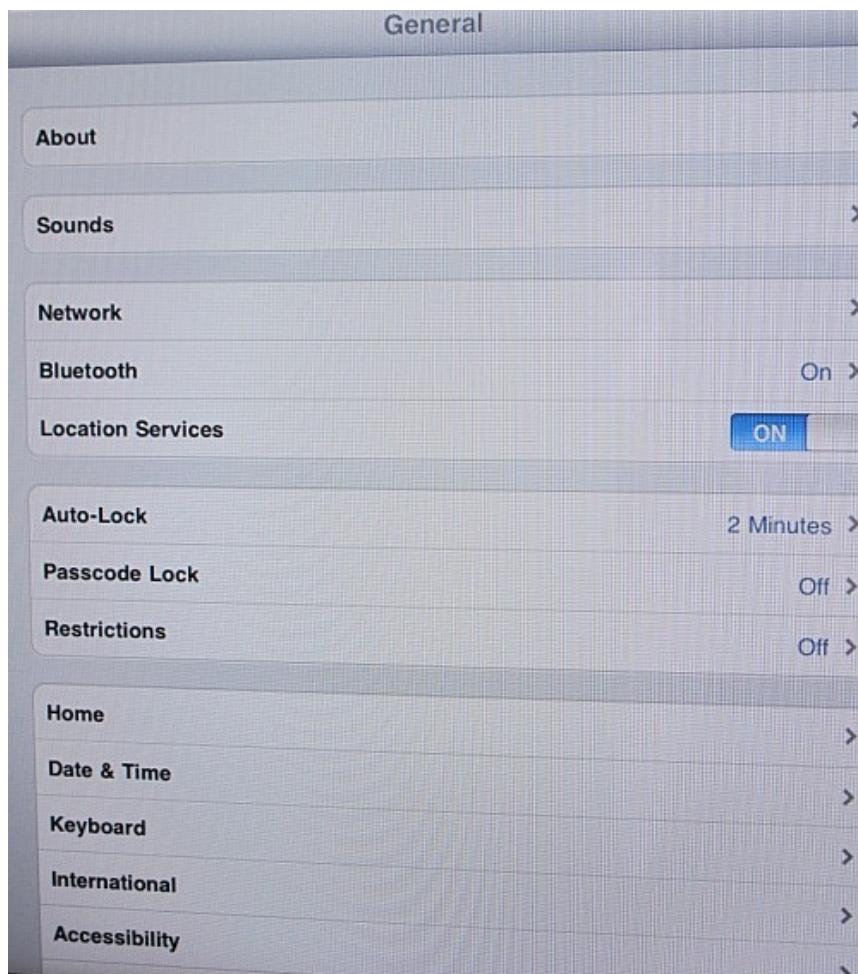 General
About
Sounds
Network
Bluetooth On
Location Services ON
Auto-Lock 2 Minutes
Passcode Lock Off
Restrictions Off
Home
Date & Time
Keyboard
International
Accessibility